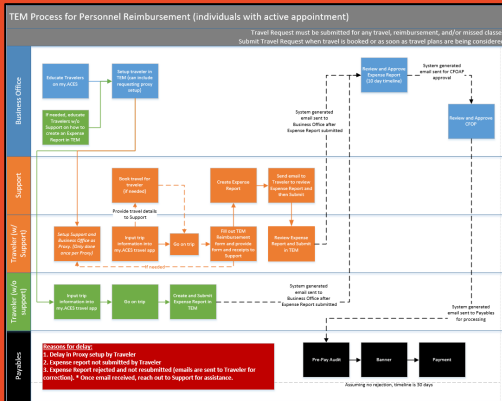 TEM Process for Personnel Reimbursement (individuals with active appointment)
Travel Request must be submitted for any travel, reimbursement, and/or missed classe
Submit Travel Request when travel is booked or as soon as travel plans are being considered
Business Office
Educate Travelers
on my ACES
Setup traveler in
TEM (can include
requesting proxy
setup)
If needed, educate
Travelers w/o
Support on how to
create an Expense
Report in TEM
System generated
email sent to
Business Office after
Expense Report submitted
Review and Approve
Expense Report
(10 day timeline)
System generated
email sent for CFOAP
approval
Review and Approve
CFOP
Support
Book travel for
traveler
(if needed)
Provide travel details
to Support
Create Expense
Report
Send email to
Traveler to review
Expense Report and
then Submit
Traveler (w/
Support)
Setup Support and
Business Office as
Proxy. (Only done
once per Proxy)
Input trip
information into
my.ACES travel app
Go on trip
Fill out TEM
Reimbursement
form and provide
form and receipts to
Support
Review Expense
Report and Submit
in TEM
If needed
Traveler (w/o
support)
Input trip
information into
my.ACES travel app
Go on trip
Create and Submit
Expense Report in
TEM
System generated
email sent to
Business Office after
Expense Report submitted
System generated
email sent to Payables
for processing
Payables
Reasons for delay:
1. Delay in Proxy setup by Traveler
2. Expense report not submitted by Traveler
3. Expense Report rejected and not resubmitted (emails are sent to Traveler for
correction). * Once email received, reach out to Support for assistance.
Pre-Pay Audit
Banner
Payment
Assuming no rejection, timeline is 30 days